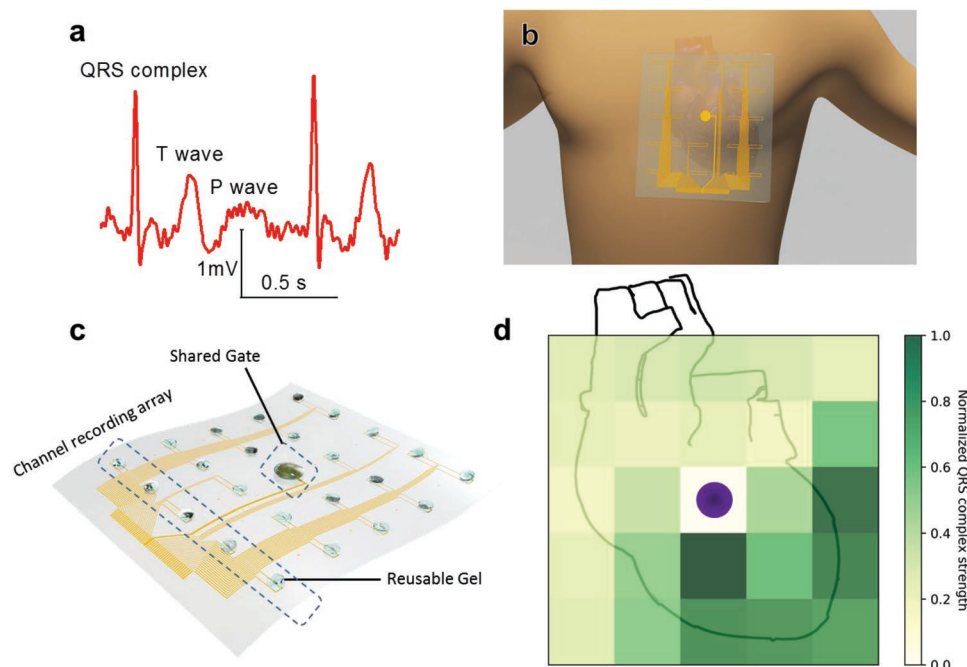 a
QRS complex
T wave
P wave
1mV
0.5 s
b
c
Shared Gate
Channel recording array
Reusable Gel
d
1.0
0.8
0.6
0.4
0.2
0.0
Normalized QRS complex strength